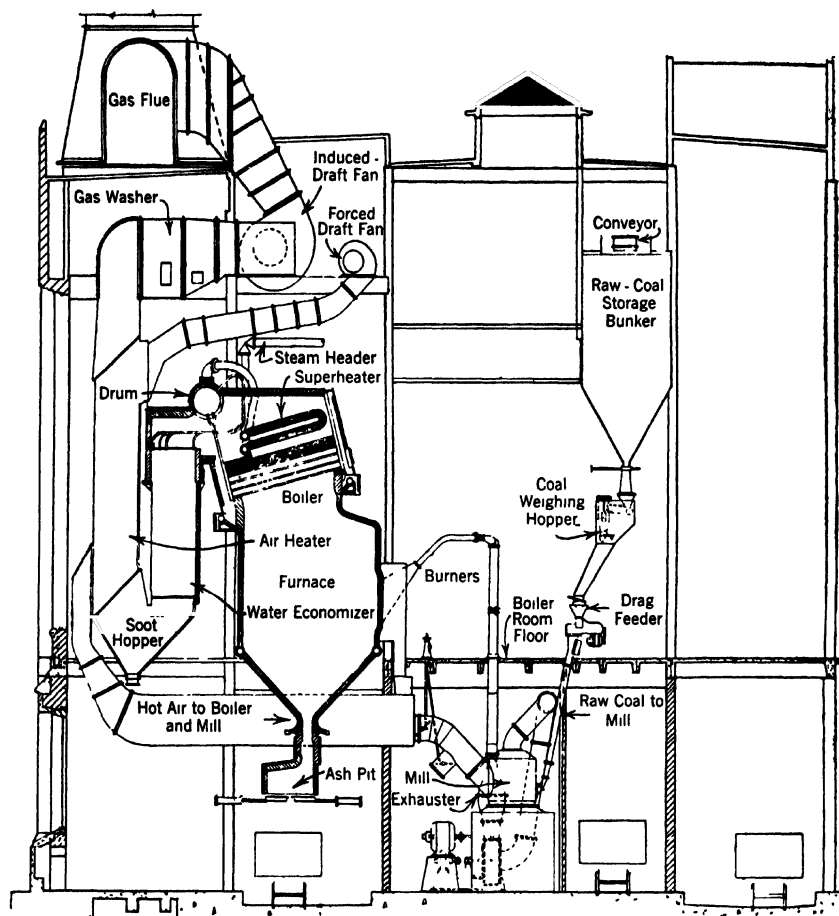 Gas Flue
Induced -
Draft Fan
Gas Washer
Forced
Draft Fan
Conveyor
Raw - Coal
Storage
Bunker
Steam Header
Superheater
Drum
Boiler
Coal
Weighing
Hopper
Air Heater
Furnace
Burners
Water Economizer
Boiler
Room
Floor
Drag
Feeder
Soot
Hopper
Hot Air to Boiler
and Mill
Raw Coal to
Mill
Ash Pit
Mill
Exhauster